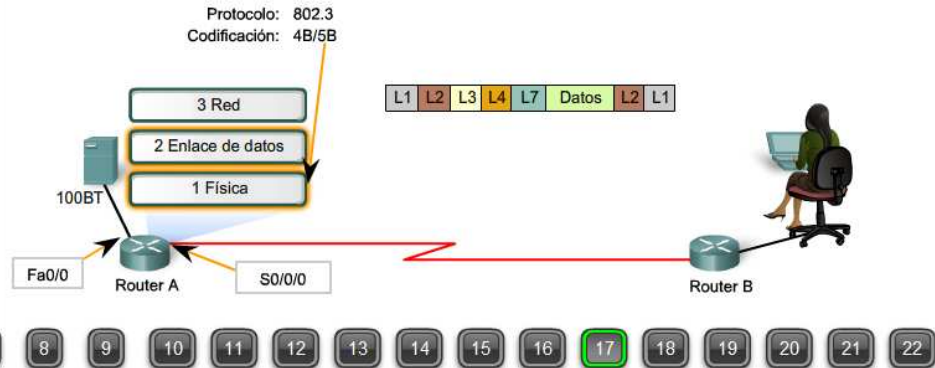 Protocolo: 802.3
Codificación: 4B/5B
3 Red
L1 L2 L3 L4 L7 Datos L2 L1
2 Enlace de datos
1 Física
100BT
Fa0/0
S0/0/0
Router A
Router B
8 9 10 11 12 13 14 15 16 17 18 19 20 21 22